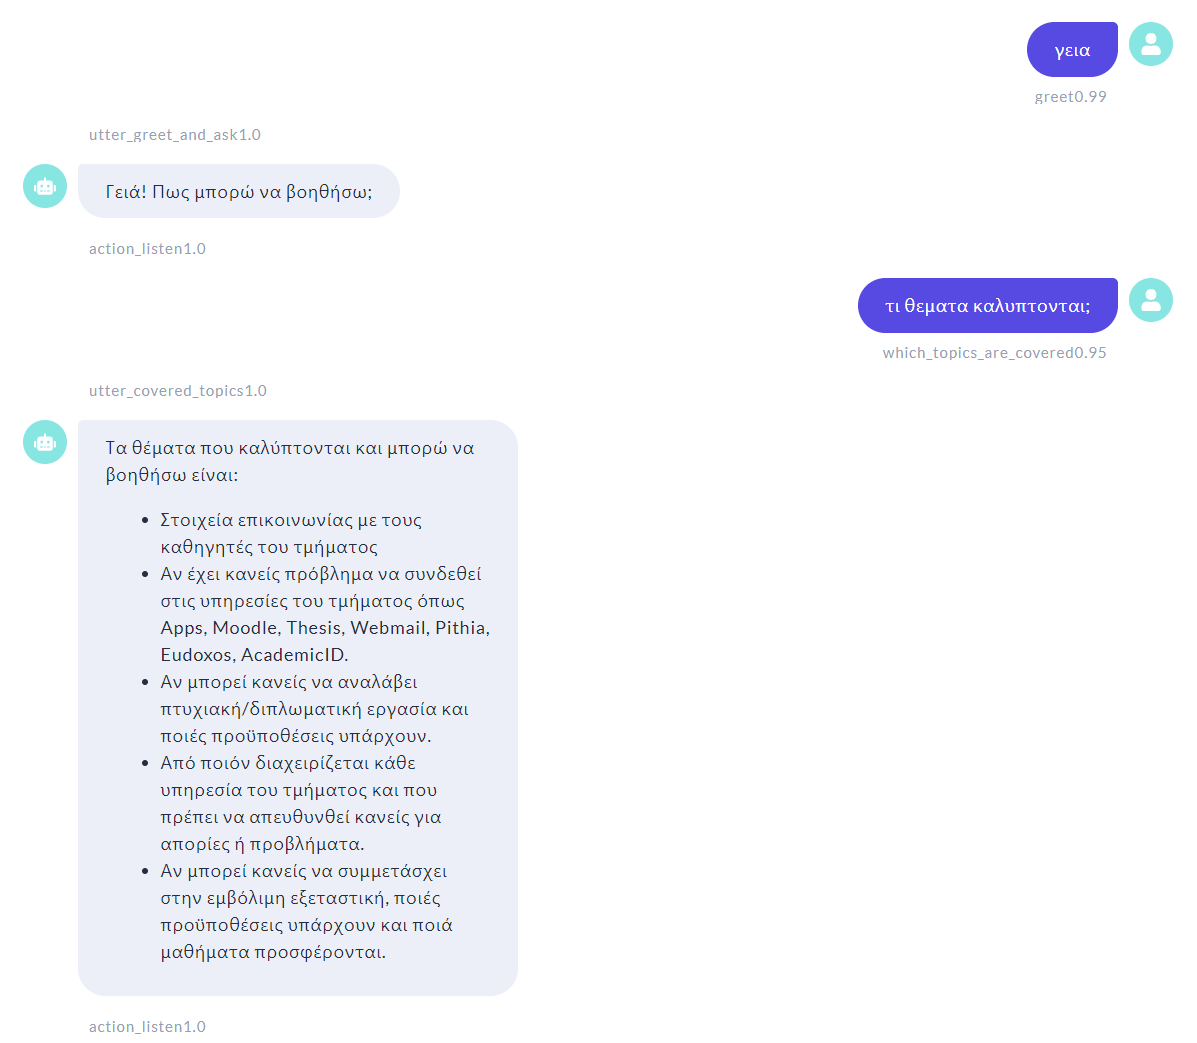 γεια
greet0.99
utter_greet_and_ask1.0
Γειά! Πως μπορώ να βοηθήσω;
action_listen1.0
τι θεματα καλυπτονται;
which_topics_are_covered0.95
utter_covered_topics1.0
Τα θέματα που καλύπτονται και μπορώ να
βοηθήσω είναι:
• Στοιχεία επικοινωνίας με τους
καθηγητές του τμήματος
• Αν έχει κανείς πρόβλημα να συνδεθεί
στις υπηρεσίες του τμήματος όπως
Apps, Moodle, Thesis, Webmail, Pithia,
Eudoxos, AcademicID.
• Αν μπορεί κανείς να αναλάβει
πτυχιακή/διπλωματική εργασία και
ποιές προϋποθέσεις υπάρχουν.
• Από ποιόν διαχειρίζεται κάθε
υπηρεσία του τμήματος και που
πρέπει να απευθυνθεί κανείς για
απορίες ή προβλήματα.
• Αν μπορεί κανείς να συμμετάσχει
στην εμβόλιμη εξεταστική, ποιές
προϋποθέσεις υπάρχουν και ποιά
μαθήματα προσφέρονται.
action_listen1.0